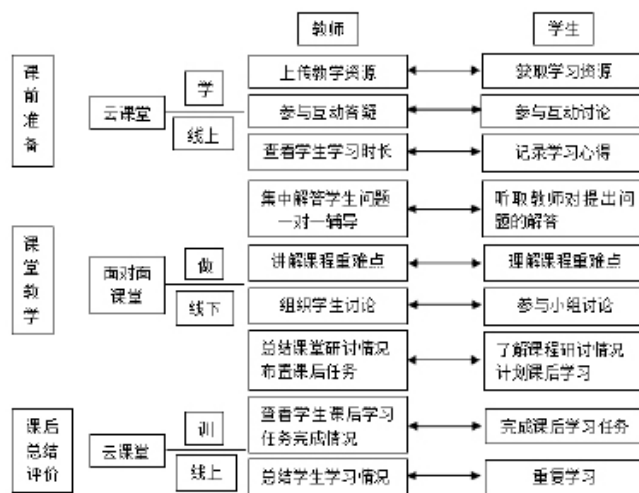 教师
学生
课前准备
云课堂
学
线上
上传教学资源
获取学习资源
参与互动答疑
参与互动讨论
查看学生学习时长
记录学习心得
课堂教学
面对面
课堂
做
线下
集中解答学生问题
一对一辅导
听取教师对提出问
题的解答
讲解课程重难点
理解课程重难点
组织学生讨论
参与小组讨论
总结课堂研讨情况
布置课后任务
了解课程研讨情况
计划课后学习
课后
总结
评价
云课堂
训
线上
查看学生课后学习
任务完成情况
完成课后学习任务
总结学生学习情况
重复学习